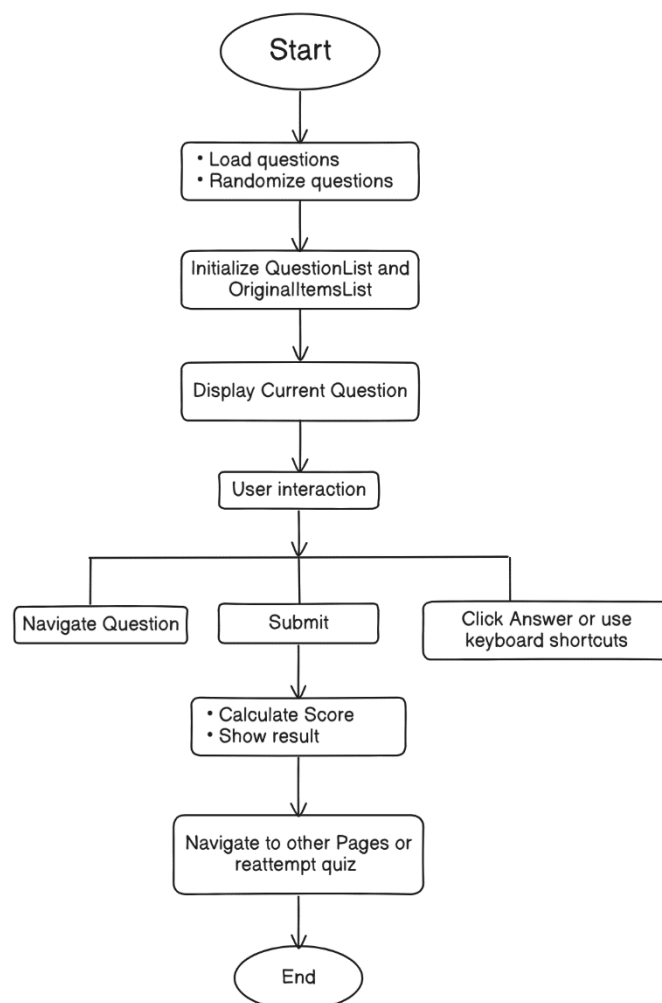 Start
• Load questions
• Randomize questions
Initialize QuestionList and
OriginalItemsList
Display Current Question
User interaction
Navigate Question
Submit
Click Answer or use
keyboard shortcuts
• Calculate Score
• Show result
Navigate to other Pages or
reattempt quiz
End